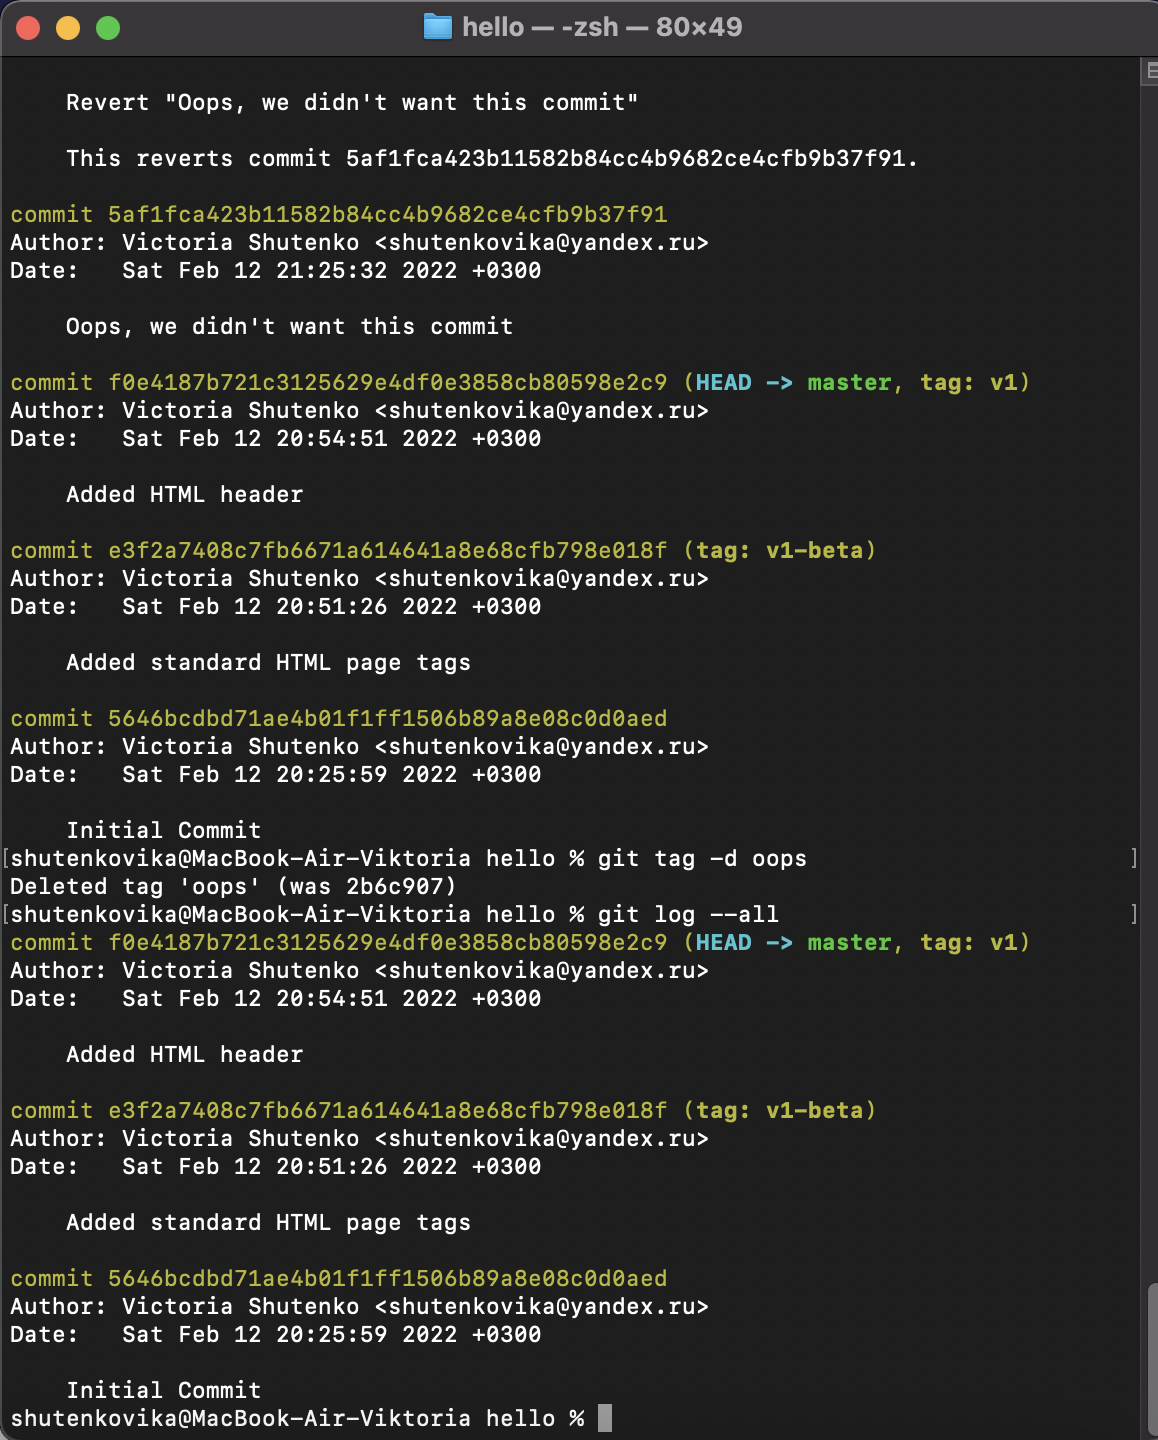 hello — -zsh — 80×49
Revert "Oops, we didn't want this commit"
This reverts commit 5af1fca423b11582b84cc4b9682ce4cfb9b37f91.
commit 5af1fca423b11582b84cc4b9682ce4cfb9b37f91
Author: Victoria Shutenko <shutenkovika@yandex.ru>
Date:   Sat Feb 12 21:25:32 2022 +0300
Oops, we didn't want this commit
commit f0e4187b721c3125629e4df0e3858cb80598e2c9 (HEAD -> master, tag: v1)
Author: Victoria Shutenko <shutenkovika@yandex.ru>
Date:   Sat Feb 12 20:54:51 2022 +0300
Added HTML header
commit e3f2a7408c7fb6671a614641a8e68cfb798e018f (tag: v1-beta)
Author: Victoria Shutenko <shutenkovika@yandex.ru>
Date:   Sat Feb 12 20:51:26 2022 +0300
Added standard HTML page tags
commit 5646bcdbd71ae4b01f1ff1506b89a8e08c0d0aed
Author: Victoria Shutenko <shutenkovika@yandex.ru>
Date:   Sat Feb 12 20:25:59 2022 +0300
Initial Commit
[shutenkovika@MacBook-Air-Viktoria hello % git tag -d oops ]
Deleted tag 'oops' (was 2b6c907)
[shutenkovika@MacBook-Air-Viktoria hello % git log --all ]
commit f0e4187b721c3125629e4df0e3858cb80598e2c9 (HEAD -> master, tag: v1)
Author: Victoria Shutenko <shutenkovika@yandex.ru>
Date:   Sat Feb 12 20:54:51 2022 +0300
Added HTML header
commit e3f2a7408c7fb6671a614641a8e68cfb798e018f (tag: v1-beta)
Author: Victoria Shutenko <shutenkovika@yandex.ru>
Date:   Sat Feb 12 20:51:26 2022 +0300
Added standard HTML page tags
commit 5646bcdbd71ae4b01f1ff1506b89a8e08c0d0aed
Author: Victoria Shutenko <shutenkovika@yandex.ru>
Date:   Sat Feb 12 20:25:59 2022 +0300
Initial Commit
shutenkovika@MacBook-Air-Viktoria hello %